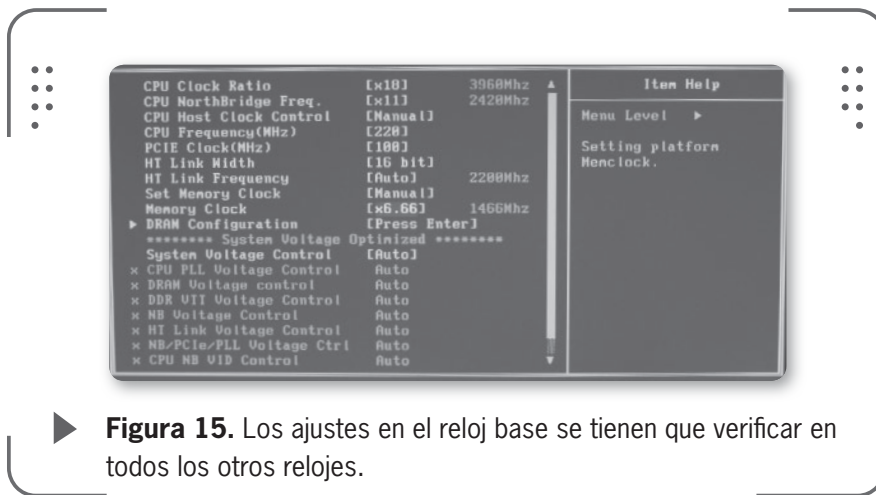 CPU Clock Ratio [x18] 3960Mhz
CPU NorthBridge Freq. [x11] 2420Mhz
CPU Host Clock Control [Manual]
CPU Frequency(MHz) [220]
PCIE Clock(MHz) [100]
HT Link Width [16 bit]
HT Link Frequency [Auto] 2200Mhz
Set Memory Clock [Manual]
Memory Clock [x6.66] 1466Mhz
▶ DRAM Configuration [Press Enter]
******** System Voltage Optimized ********
System Voltage Control [Auto]
x CPU PLL Voltage Control Auto
x DRAM Voltage control Auto
x DDR VTT Voltage Control Auto
x NB Voltage Control Auto
x HT Link Voltage Control Auto
x NB/PCIe/PLL Voltage Ctrl Auto
x CPU NB VID Control Auto
Item Help
Menu Level ▶
Setting platform
Memclock.
Figura 15. Los ajustes en el reloj base se tienen que verificar en
todos los otros relojes.